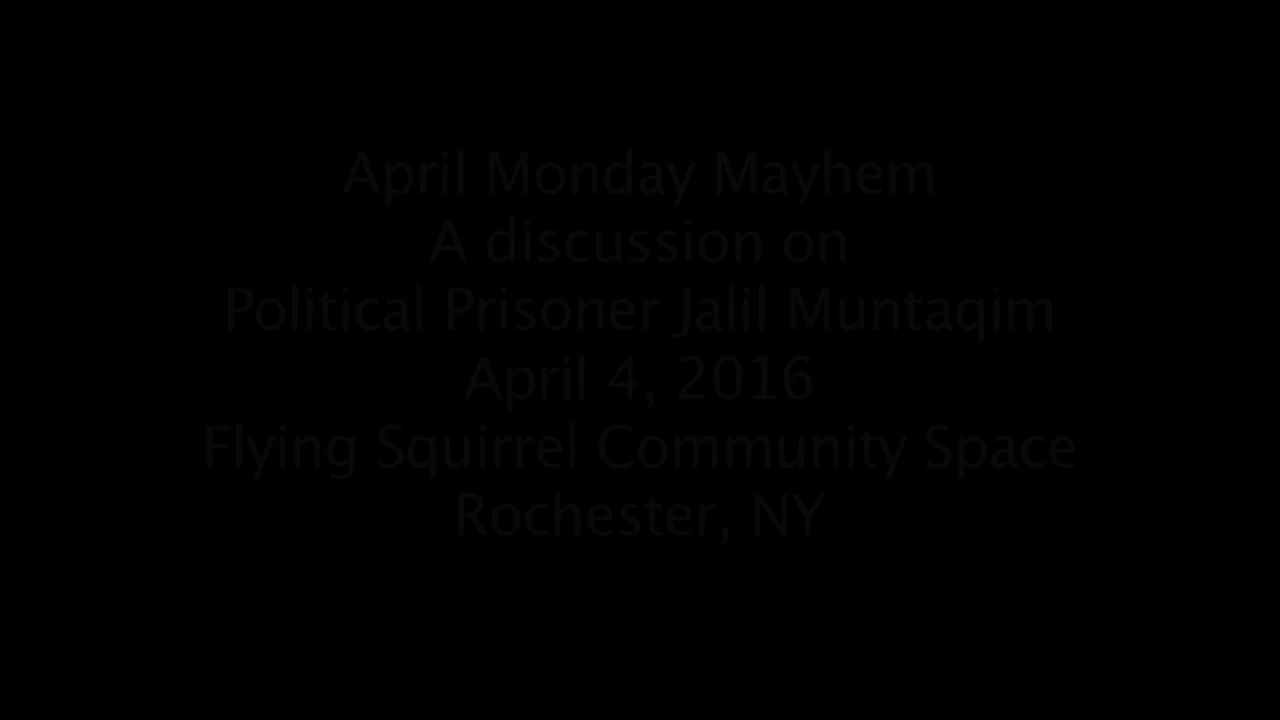 April Monday Mayhem
A discussion on
Political Prisoner Jalil Muntaqim
April 4, 2016
Flying Squirrel Community Space
Rochester, NY